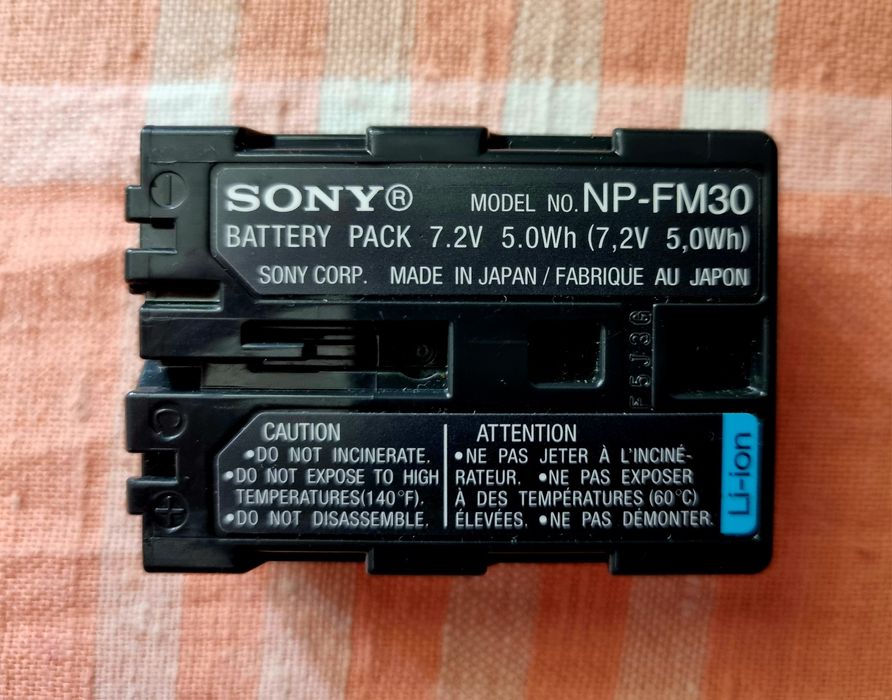 SONY® MODEL NO. NP-FM30
BATTERY PACK 7.2V 5.0Wh (7,2V 5,0Wh)
SONY CORP. MADE IN JAPAN / FABRIQUE AU JAPON
C
CAUTION
•DO NOT INCINERATE.
•DO NOT EXPOSE TO HIGH
TEMPERATURES(140°F).
•DO NOT DISASSEMBLE.
ATTENTION
•NE PAS JETER À L'INCINÉ-
RATEUR. •NE PAS EXPOSER
À DES TEMPÉRATURES (60°C)
ÉLEVÉES. •NE PAS DÉMONTER.
Li-ion